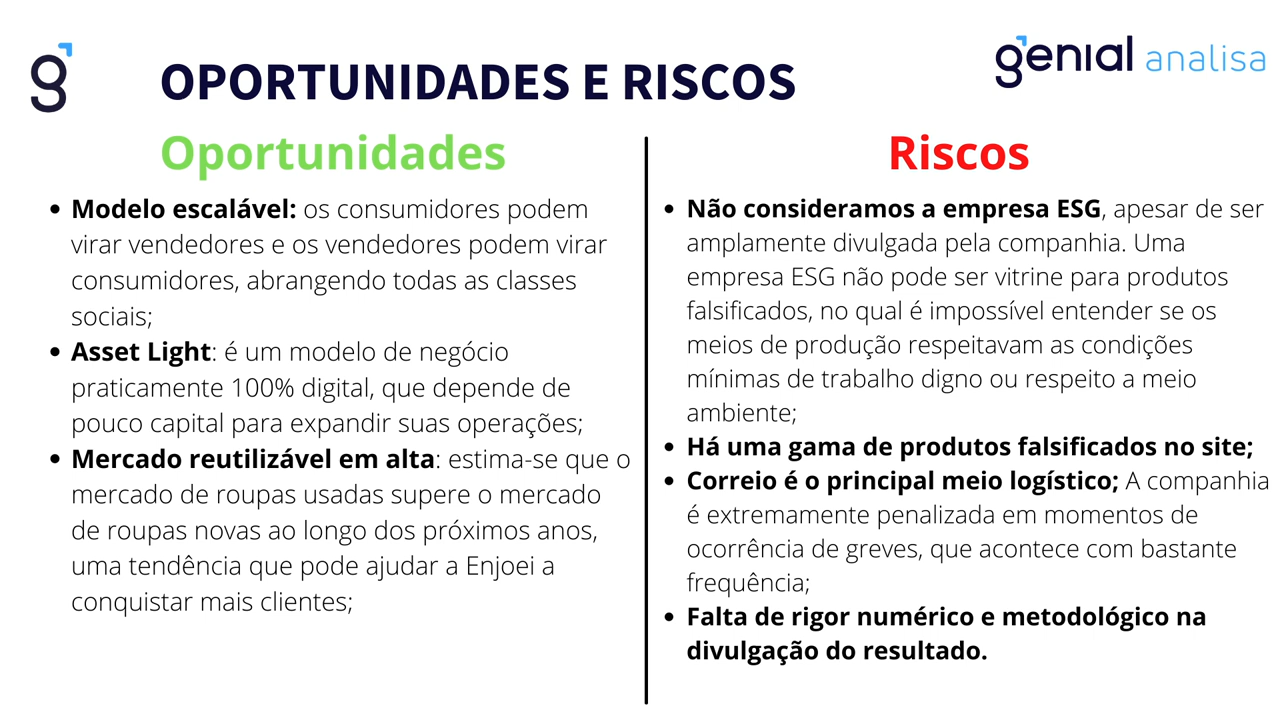 g
OPORTUNIDADES E RISCOS
genial analisa
Oportunidades
• Modelo escalável: os consumidores podem
virar vendedores e os vendedores podem virar
consumidores, abrangendo todas as classes
sociais;
• Asset Light: é um modelo de negócio
praticamente 100% digital, que depende de
pouco capital para expandir suas operações;
• Mercado reutilizável em alta: estima-se que o
mercado de roupas usadas supere o mercado
de roupas novas ao longo dos próximos anos,
uma tendência que pode ajudar a Enjoei a
conquistar mais clientes;
Riscos
• Não consideramos a empresa ESG, apesar de ser
amplamente divulgada pela companhia. Uma
empresa ESG não pode ser vitrine para produtos
falsificados, no qual é impossível entender se os
meios de produção respeitavam as condições
mínimas de trabalho digno ou respeito a meio
ambiente;
• Há uma gama de produtos falsificados no site;
• Correio é o principal meio logístico; A companhia
é extremamente penalizada em momentos de
ocorrência de greves, que acontece com bastante
frequência;
• Falta de rigor numérico e metodológico na
divulgação do resultado.